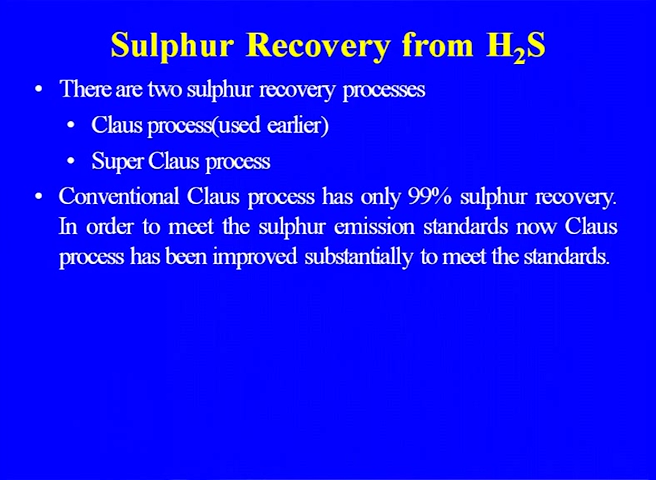 Sulphur Recovery from H₂S
• There are two sulphur recovery processes
• Claus process(used earlier)
• Super Claus process
• Conventional Claus process has only 99% sulphur recovery.
In order to meet the sulphur emission standards now Claus
process has been improved substantially to meet the standards.